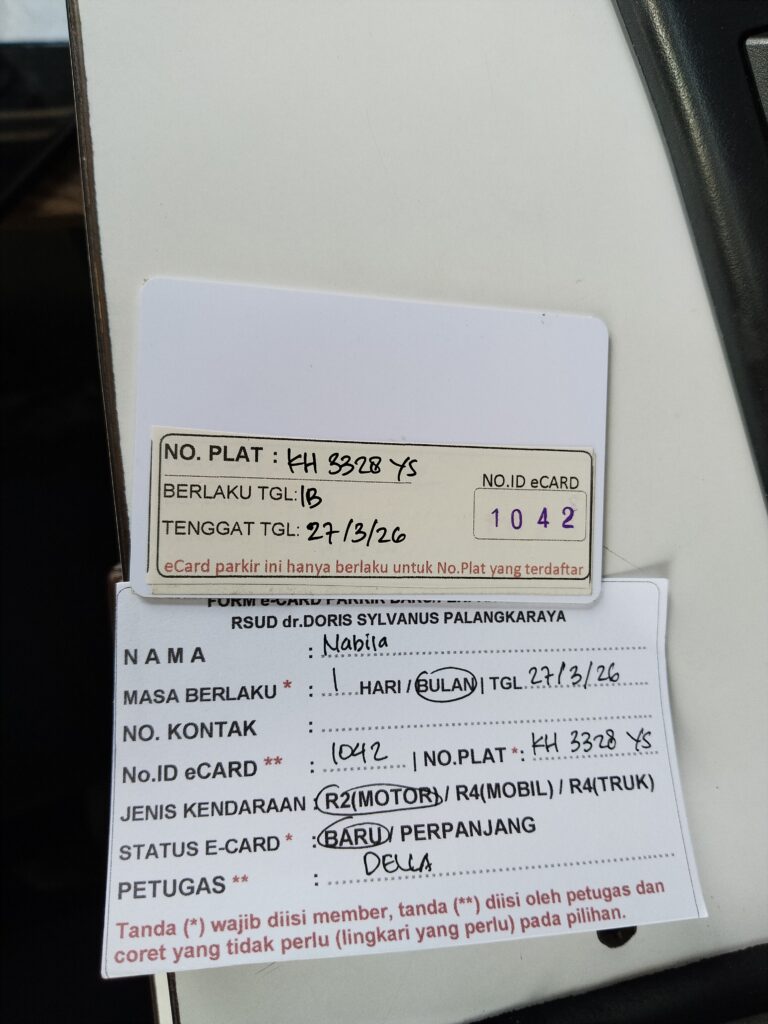 NO. PLAT : KH 3328 YS
BERLAKU TGL: 1B
TENGGAT TGL: 27/3/26
NO.ID eCARD
1042
eCard parkir ini hanya berlaku untuk No.Plat yang terdaftar
RSUD dr.DORIS SYLVANUS PALANGKARAYA
NAMA : Nabila
MASA BERLAKU * : 1 HARI / BULAN | TGL 27/3/26
NO. KONTAK :
No.ID eCARD ** : 1042 | NO.PLAT *: KH 3328 YS
JENIS KENDARAAN : R2(MOTOR) / R4(MOBIL) / R4(TRUK)
STATUS E-CARD * : BARU / PERPANJANG
PETUGAS ** : DELLA
Tanda (*) wajib diisi member, tanda (**) diisi oleh petugas dan
coret yang tidak perlu (lingkari yang perlu) pada pilihan.